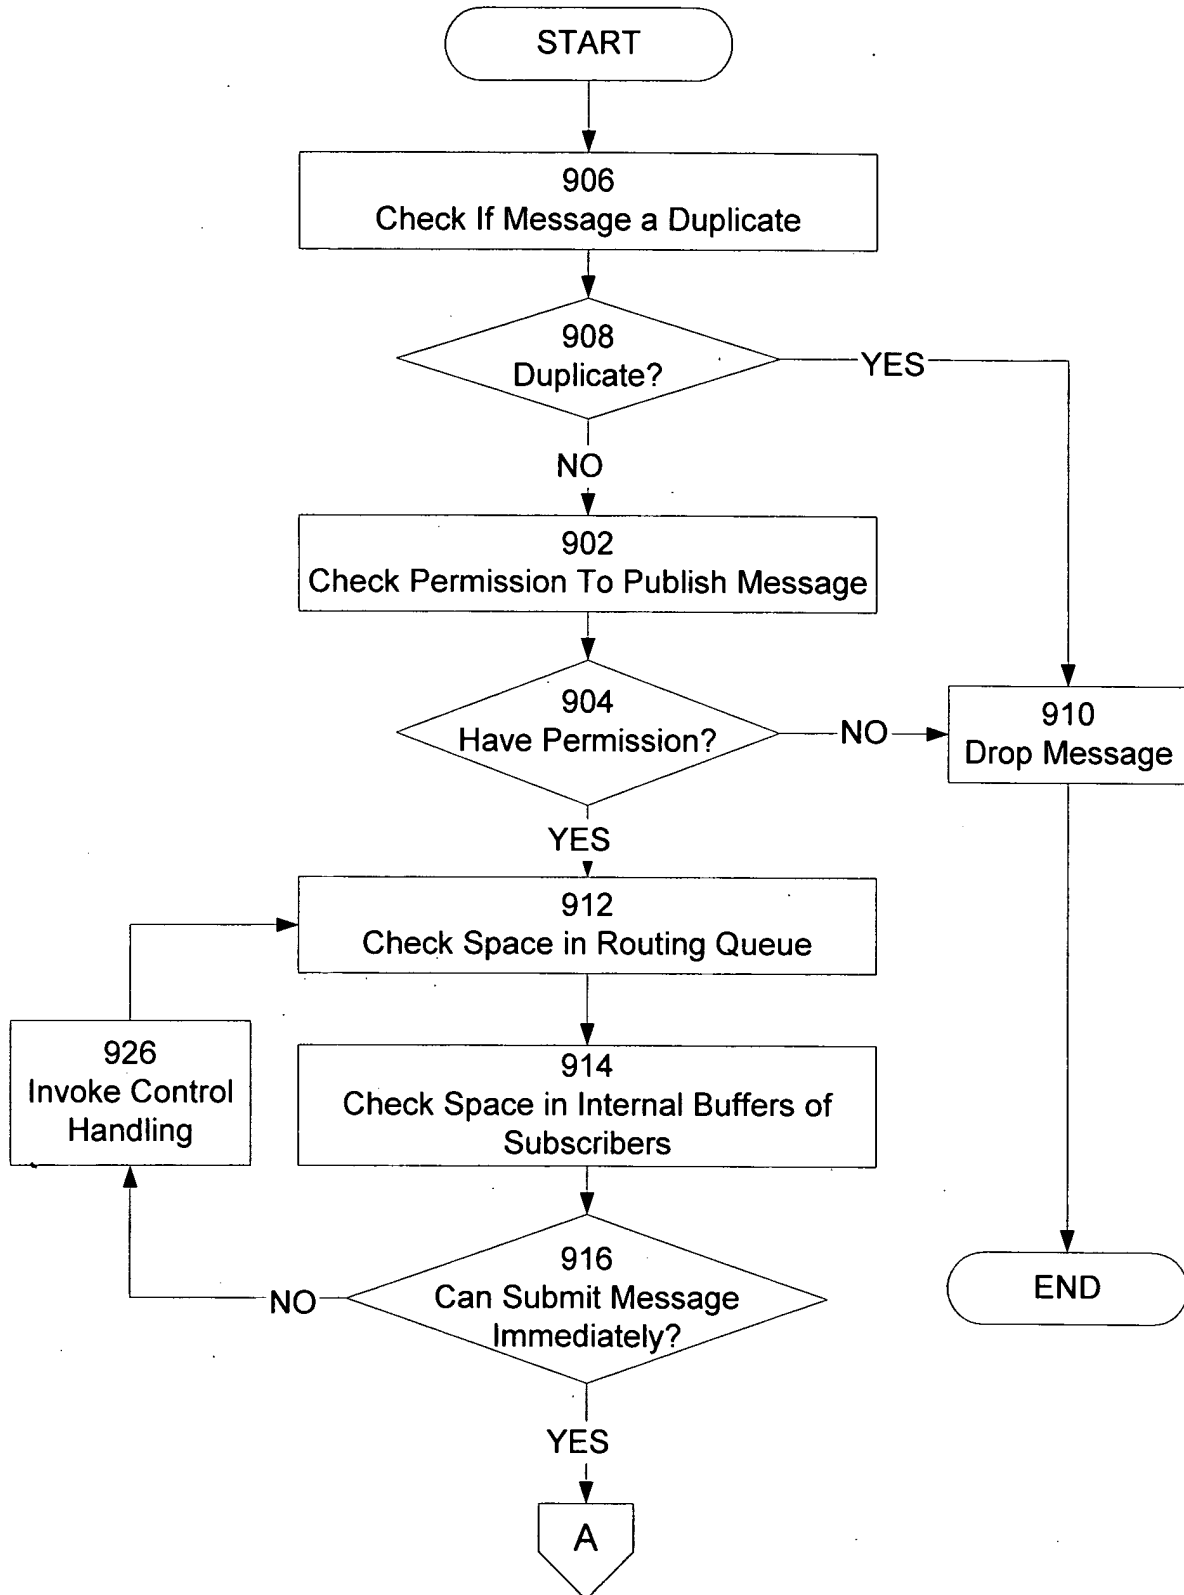 START
906
Check If Message a Duplicate
908
Duplicate?
YES
NO
902
Check Permission To Publish Message
904
Have Permission?
NO
910
Drop Message
YES
912
Check Space in Routing Queue
926
Invoke Control
Handling
914
Check Space in Internal Buffers of
Subscribers
916
Can Submit Message
Immediately?
NO
END
YES
A